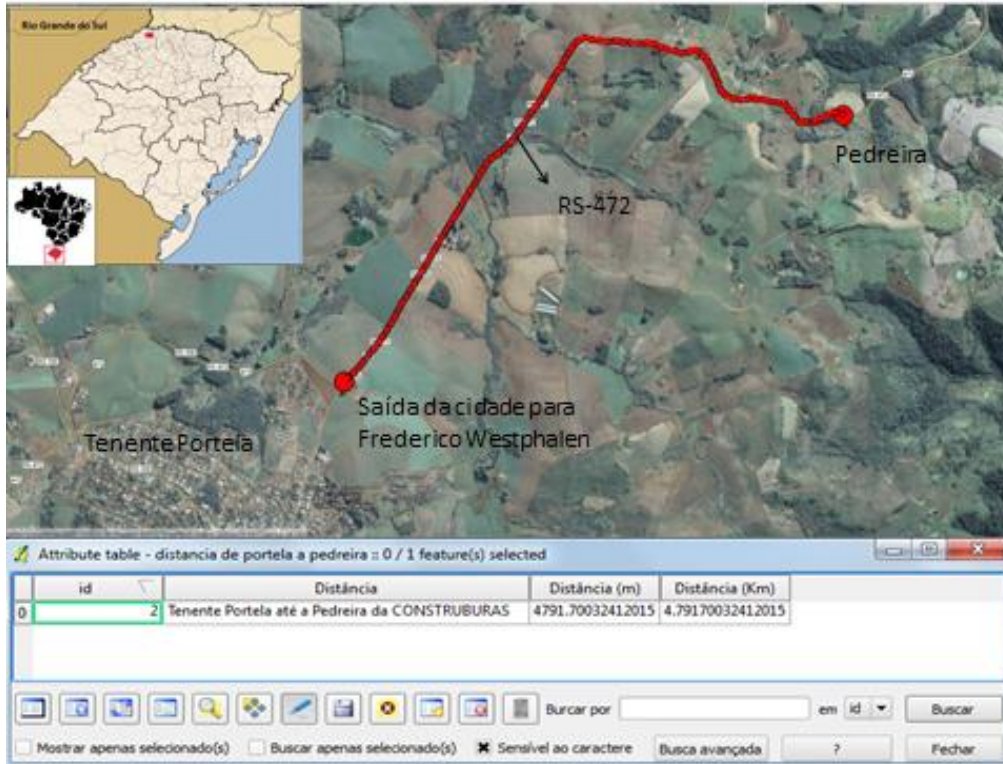 Rio Grande do Sul
Pedreira
RS-472
Saída da cidade para
Frederico Westphalen
Tenente Portela
Attribute table - distancia de portela a pedreira :: 0 / 1 feature(s) selected
id Distância Distância (m) Distância (Km)
0 2 Tenente Portela até a Pedreira da CONSTRUBURAS 4791.70032412015 4.79170032412015
Burcar por em id Buscar
Mostrar apenas selecionado(s) Buscar apenas selecionado(s) Sensível ao caractere Busca avançada ? Fechar